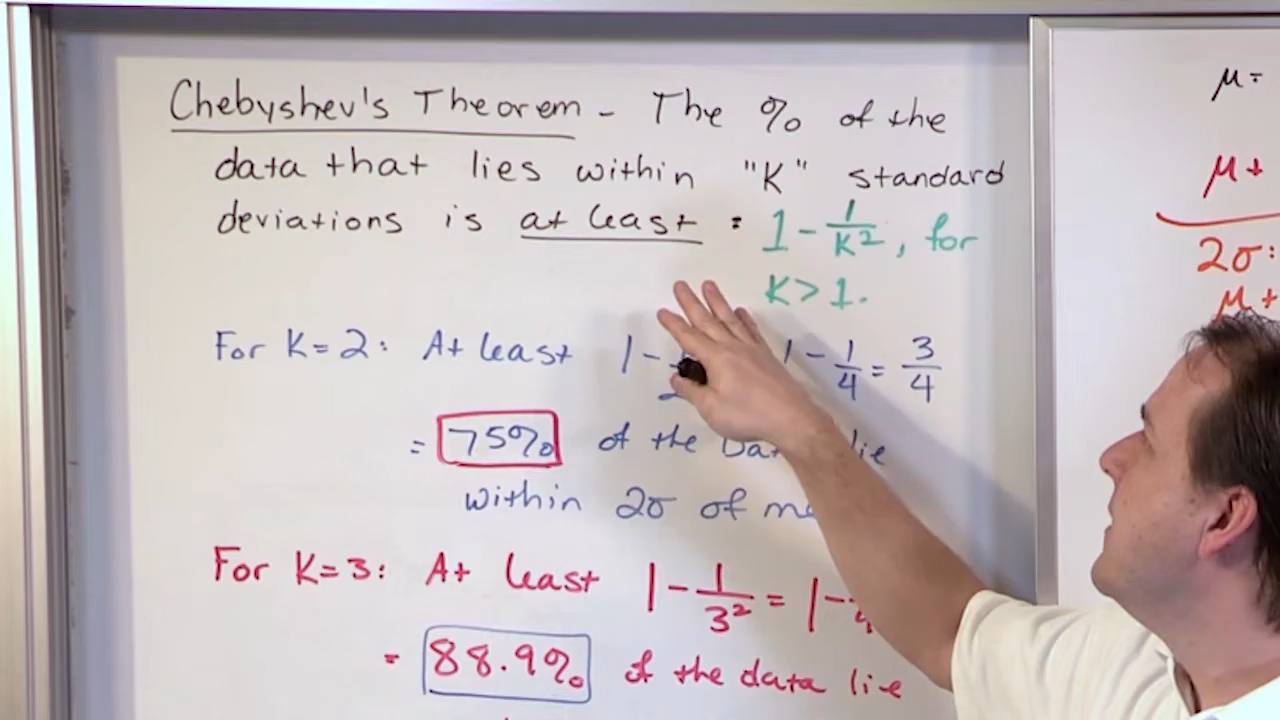 Chebyshev's Theorem - The % of the
data that lies within "K" standard
deviations is at least : 1 - 1/K², for
K > 1.
For K = 2: At least 1 - 1 - 1/4 = 3/4
= 75% of the lie
within 2σ of
For K = 3: At least 1 - 1/3² = 1 -
= 88.9% of the data lie
μ =
μ +
2σ:
μ +